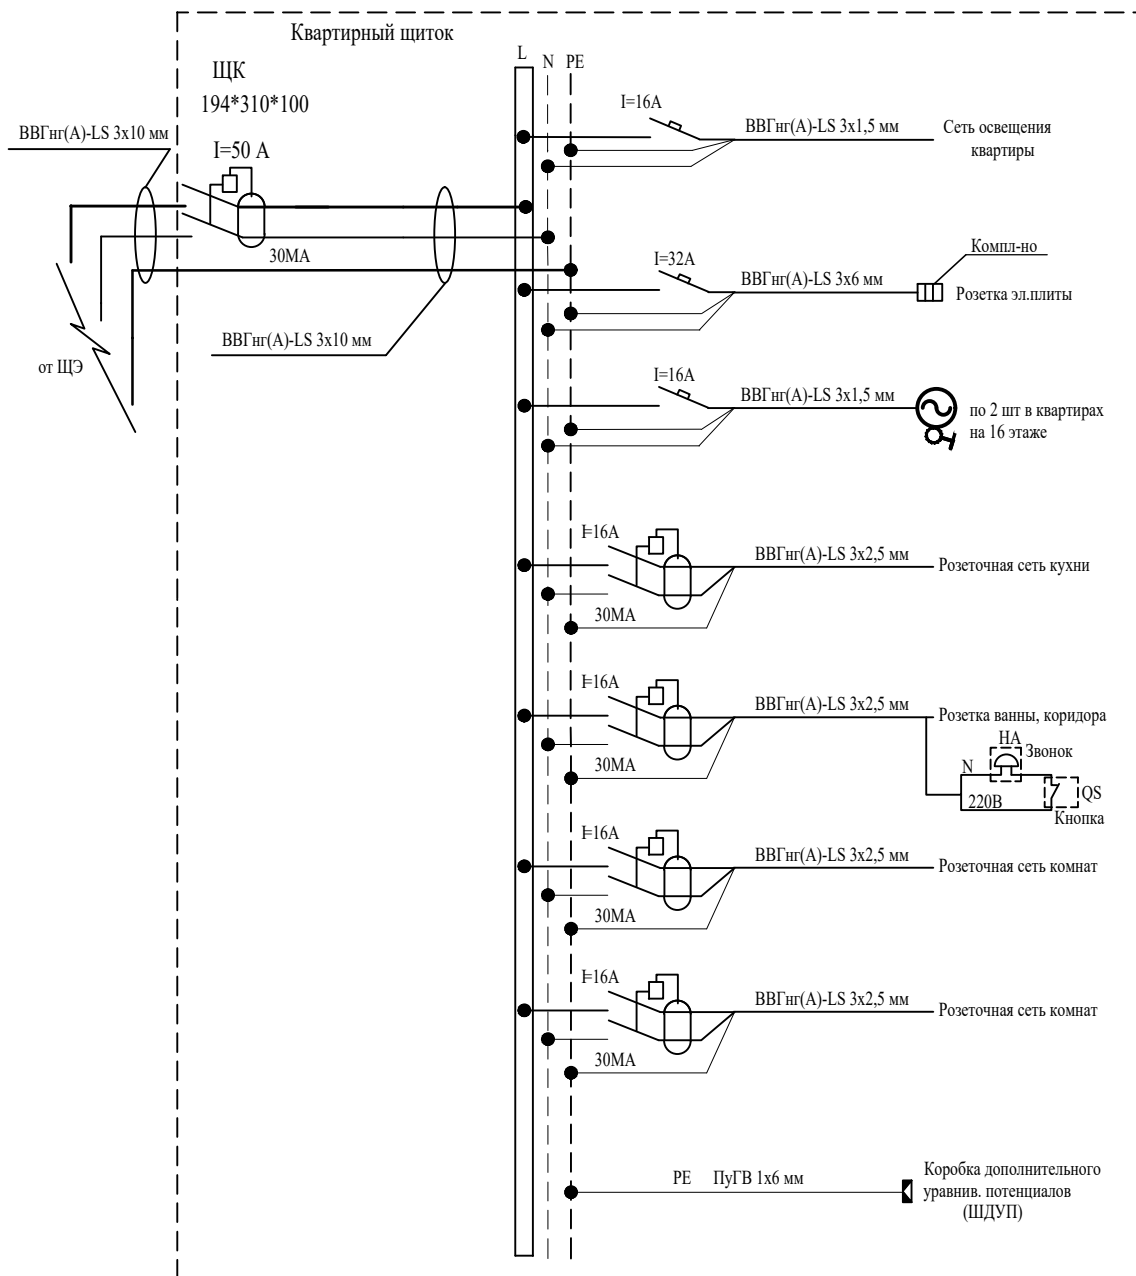 Квартирный щиток
ЩК
194*310*100
L
N
PE
ВВГнг(А)-LS 3х10 мм
I=50 А
30МА
ВВГнг(А)-LS 3х10 мм
от ЩЭ
I=16А
ВВГнг(А)-LS 3х1,5 мм
Сеть освещения
квартиры
I=32А
ВВГнг(А)-LS 3х6 мм
Компл-но
Розетка эл.плиты
I=16А
ВВГнг(А)-LS 3х1,5 мм
по 2 шт в квартирах
на 16 этаже
I=16А
ВВГнг(А)-LS 3х2,5 мм
Розеточная сеть кухни
30МА
I=16А
ВВГнг(А)-LS 3х2,5 мм
Розетка ванны, коридора
30МА
НА
Звонок
N
220В
QS
Кнопка
I=16А
ВВГнг(А)-LS 3х2,5 мм
Розеточная сеть комнат
30МА
I=16А
ВВГнг(А)-LS 3х2,5 мм
Розеточная сеть комнат
30МА
PE ПуГВ 1х6 мм
Коробка дополнительного
уравнив. потенциалов
(ШДУП)